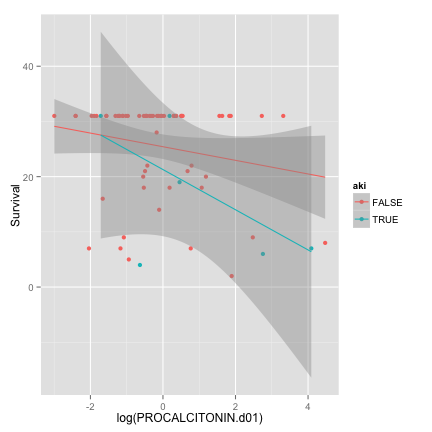 40
20
0
Survival
-2 0 2 4
log(PROCALCITONIN.d01)
aki
FALSE
TRUE